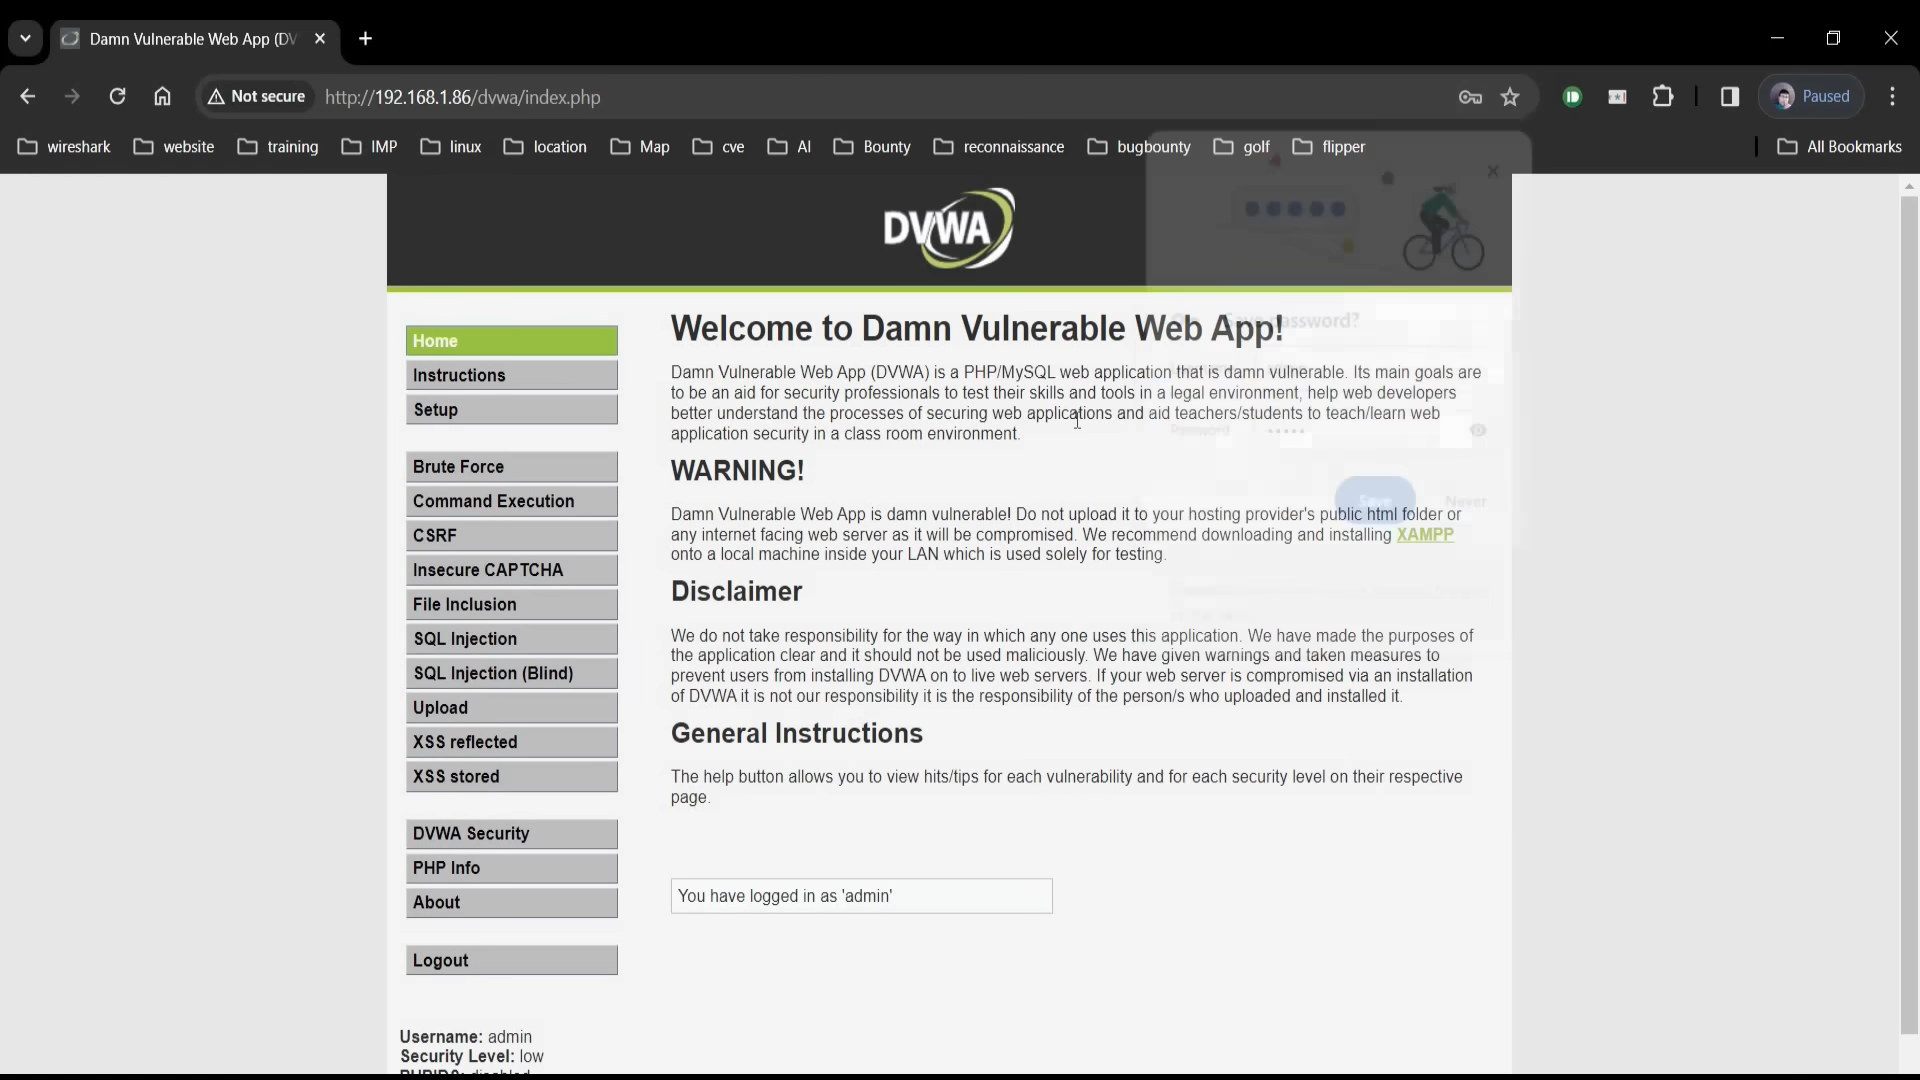 Damn Vulnerable Web App (DV
Not secure
http://192.168.1.86/dvwa/index.php
Paused
wireshark
website
training
IMP
linux
location
Map
cve
AI
Bounty
reconnaissance
bugbounty
golf
flipper
All Bookmarks
DVWA
Home
Instructions
Setup
Brute Force
Command Execution
CSRF
Insecure CAPTCHA
File Inclusion
SQL Injection
SQL Injection (Blind)
Upload
XSS reflected
XSS stored
DVWA Security
PHP Info
About
Logout
Username: admin
Security Level: low
PHPIDS: disabled
Welcome to Damn Vulnerable Web App!
Damn Vulnerable Web App (DVWA) is a PHP/MySQL web application that is damn vulnerable. Its main goals are
to be an aid for security professionals to test their skills and tools in a legal environment, help web developers
better understand the processes of securing web applications and aid teachers/students to teach/learn web
application security in a class room environment.
WARNING!
Damn Vulnerable Web App is damn vulnerable! Do not upload it to your hosting provider's public html folder or
any internet facing web server as it will be compromised. We recommend downloading and installing XAMPP
onto a local machine inside your LAN which is used solely for testing.
Disclaimer
We do not take responsibility for the way in which any one uses this application. We have made the purposes of
the application clear and it should not be used maliciously. We have given warnings and taken measures to
prevent users from installing DVWA on to live web servers. If your web server is compromised via an installation
of DVWA it is not our responsibility it is the responsibility of the person/s who uploaded and installed it.
General Instructions
The help button allows you to view hits/tips for each vulnerability and for each security level on their respective
page.
You have logged in as 'admin'
Save password?
Password
Save
Never